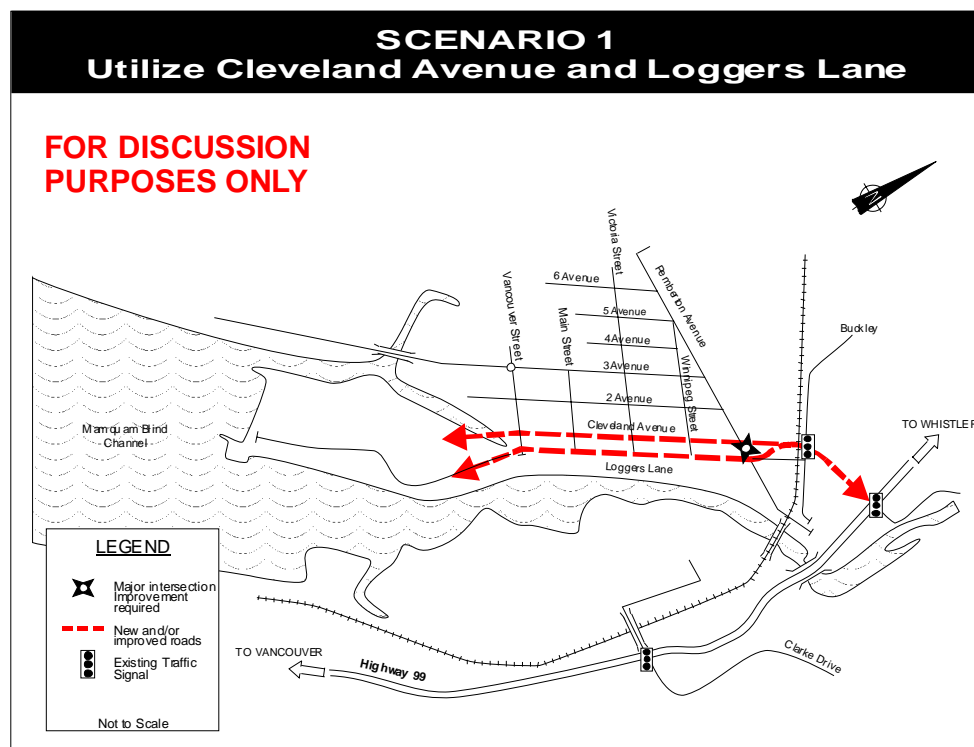 SCENARIO 1
Utilize Cleveland Avenue and Loggers Lane
FOR DISCUSSION
PURPOSES ONLY
N
Victoria Street
Pemberton Avenue
6 Avenue
Vancouver Street
Main Street
5 Avenue
4 Avenue
Winnipeg Street
3 Avenue
2 Avenue
Buckley
Cleveland Avenue
TO WHISTLER
Mamquam Blind
Channel
Loggers Lane
LEGEND
Major intersection
Improvement
required
New and/or
improved roads
Existing Traffic
Signal
Not to Scale
TO VANCOUVER
Highway 99
Clarke Drive